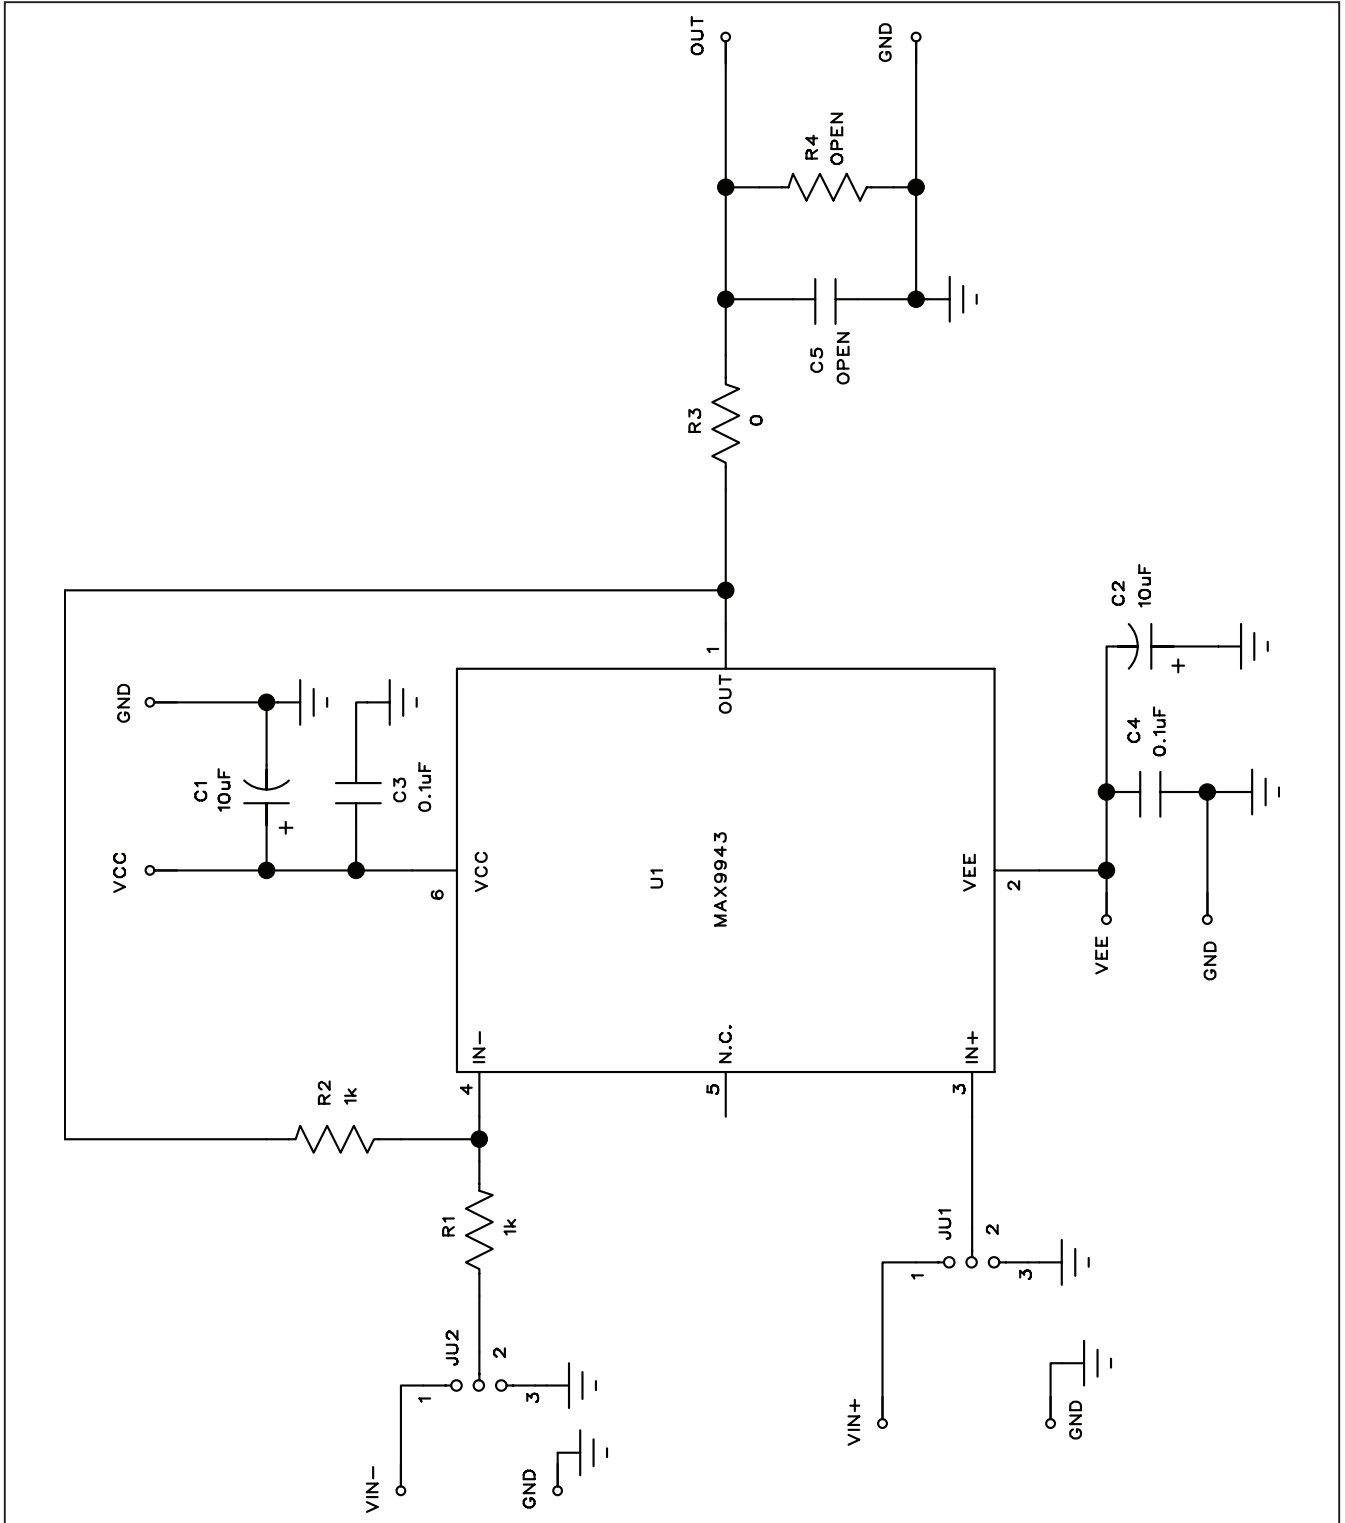 OUT
GND
R4
OPEN
C5
OPEN
R3
0
GND
C1
10uF
+
C3
0.1uF
VCC
6
VCC
1
OUT
U1
MAX9943
VEE
2
C2
10uF
+
C4
0.1uF
VEE
GND
IN-
4
N.C.
5
IN+
3
R2
1k
R1
1k
JU2
1
2
3
VIN-
GND
JU1
1
2
3
VIN+
GND